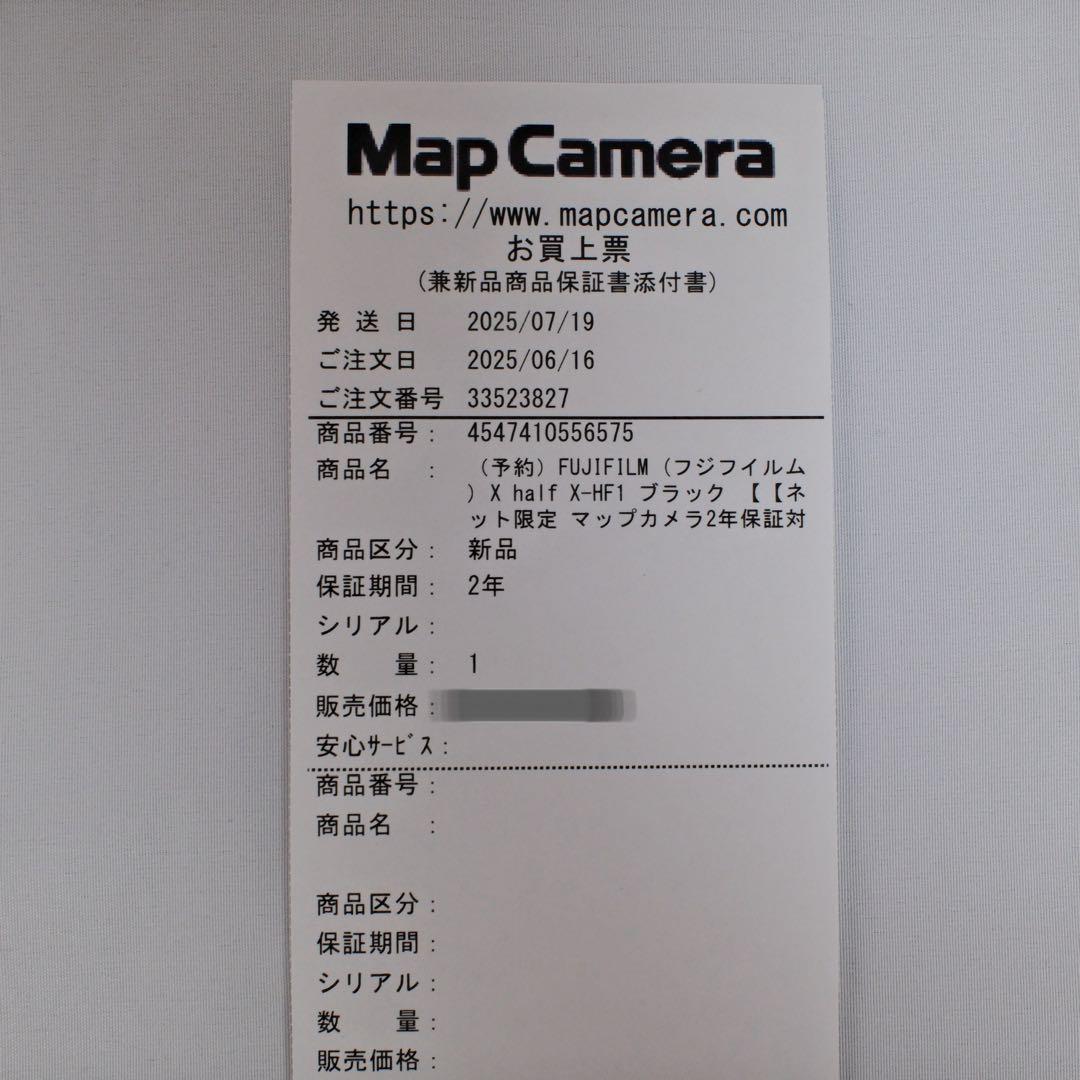 Map Camera
https://www.mapcamera.com
お買上票
(兼新品商品保証書添付書)
発 送 日 2025/07/19
ご注文日 2025/06/16
ご注文番号 33523827
商品番号： 4547410556575
商品名 ： （予約）FUJIFILM（フジフイルム
）X half X-HF1 ブラック 【【ネ
ット限定 マップカメラ2年保証対
商品区分： 新品
保証期間： 2年
シリアル：
数　　量： 1
販売価格：
安心ｻｰﾋﾞｽ：
商品番号：
商品名 ：
商品区分：
保証期間：
シリアル：
数　　量：
販売価格：